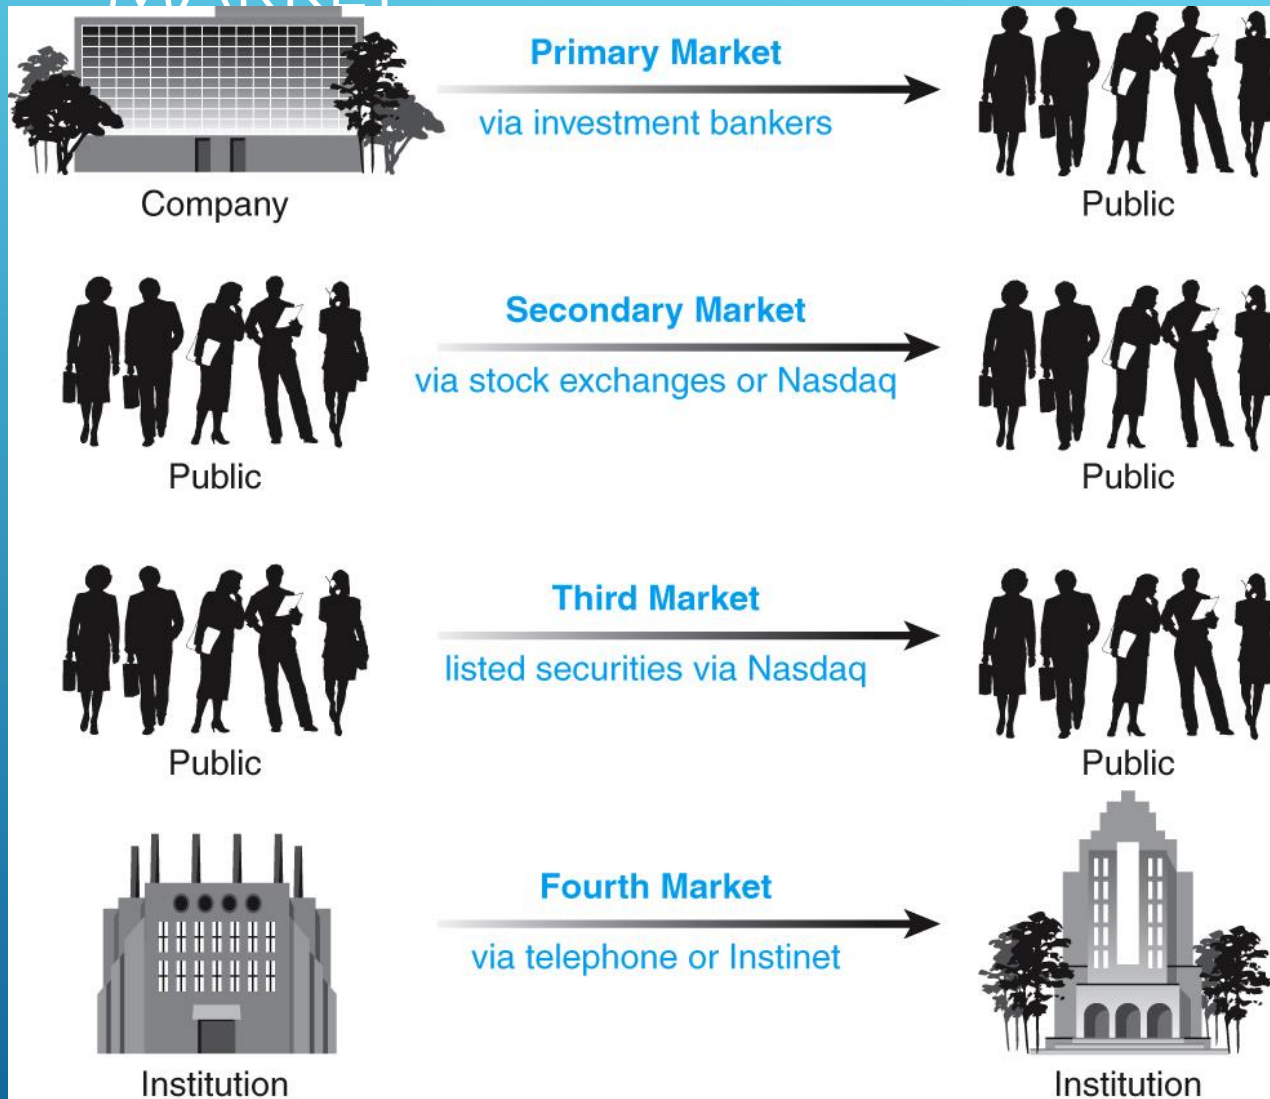 MARKET
Primary Market
via investment bankers
Company
Public
Secondary Market
via stock exchanges or Nasdaq
Public
Public
Third Market
listed securities via Nasdaq
Public
Public
Fourth Market
via telephone or Instinet
Institution
Institution